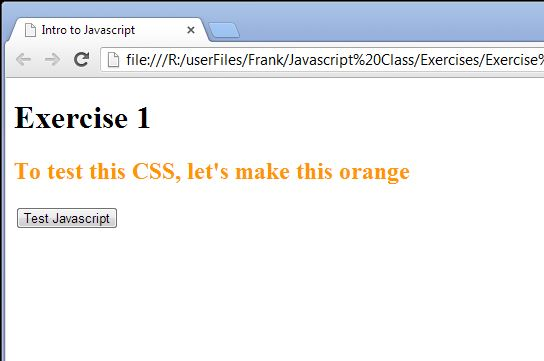 Intro to Javascript
file:///R:/userFiles/Frank/Javascript%20Class/Exercises/Exercise%
Exercise 1
To test this CSS, let's make this orange
Test Javascript